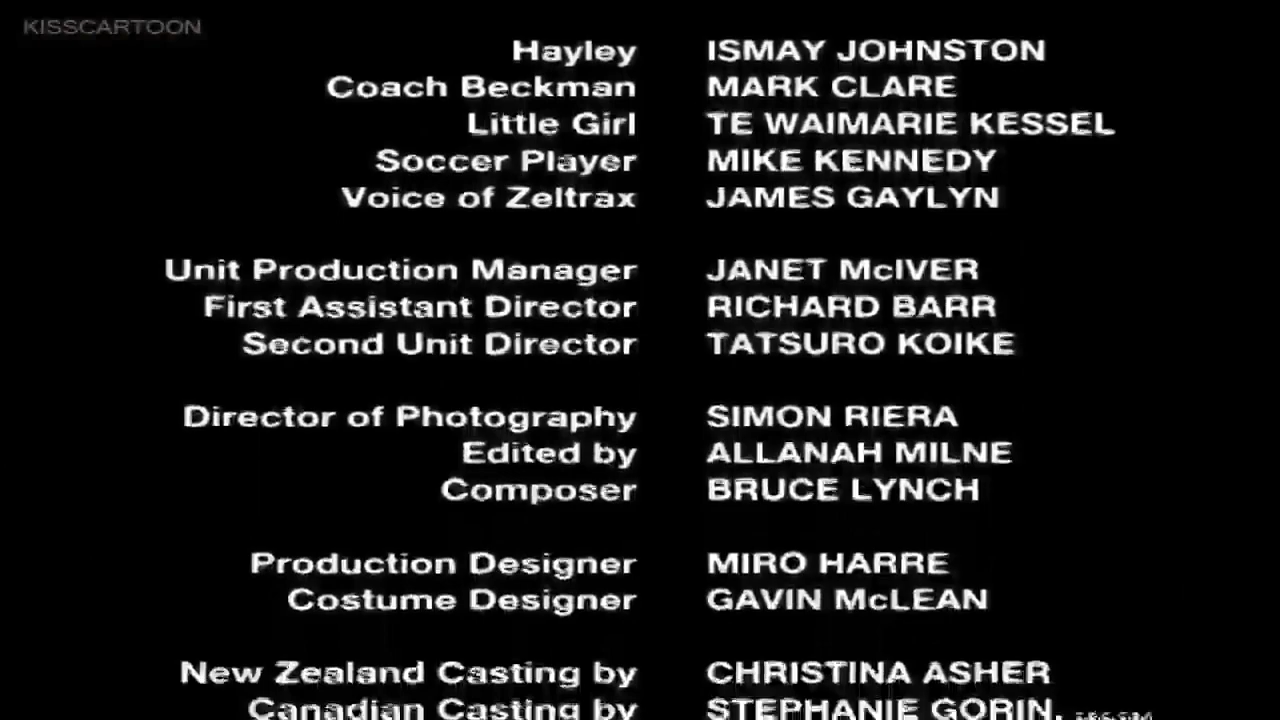 KISSCARTOON
Hayley ISMAY JOHNSTON
Coach Beckman MARK CLARE
Little Girl TE WAIMARIE KESSEL
Soccer Player MIKE KENNEDY
Voice of Zeltrax JAMES GAYLYN
Unit Production Manager JANET McIVER
First Assistant Director RICHARD BARR
Second Unit Director TATSURO KOIKE
Director of Photography SIMON RIERA
Edited by ALLANAH MILNE
Composer BRUCE LYNCH
Production Designer MIRO HARRE
Costume Designer GAVIN McLEAN
New Zealand Casting by CHRISTINA ASHER
Canadian Casting by STEPHANIE GORIN,